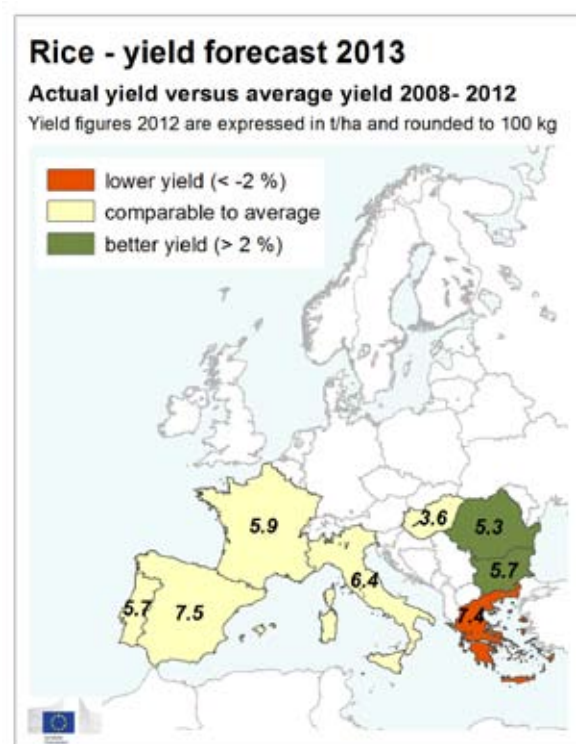 Rice - yield forecast 2013
Actual yield versus average yield 2008- 2012
Yield figures 2012 are expressed in t/ha and rounded to 100 kg
lower yield (< -2 %)
comparable to average
better yield (> 2 %)
3.6
5.9
5.3
5.7
6.4
5.7
7.5
7.4